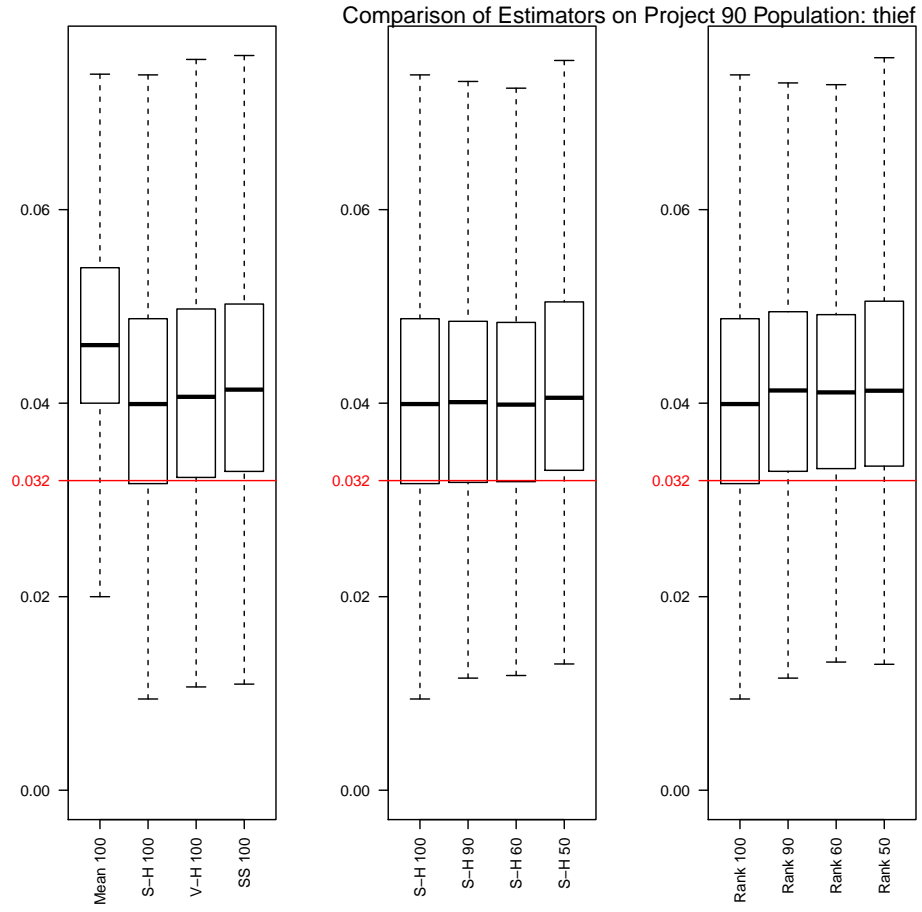 Comparison of Estimators on Project 90 Population: thief
0.06
0.04
0.032
0.02
0.00
Mean 100
S−H 100
V−H 100
SS 100
0.06
0.04
0.032
0.02
0.00
S−H 100
S−H 90
S−H 60
S−H 50
0.06
0.04
0.032
0.02
0.00
Rank 100
Rank 90
Rank 60
Rank 50